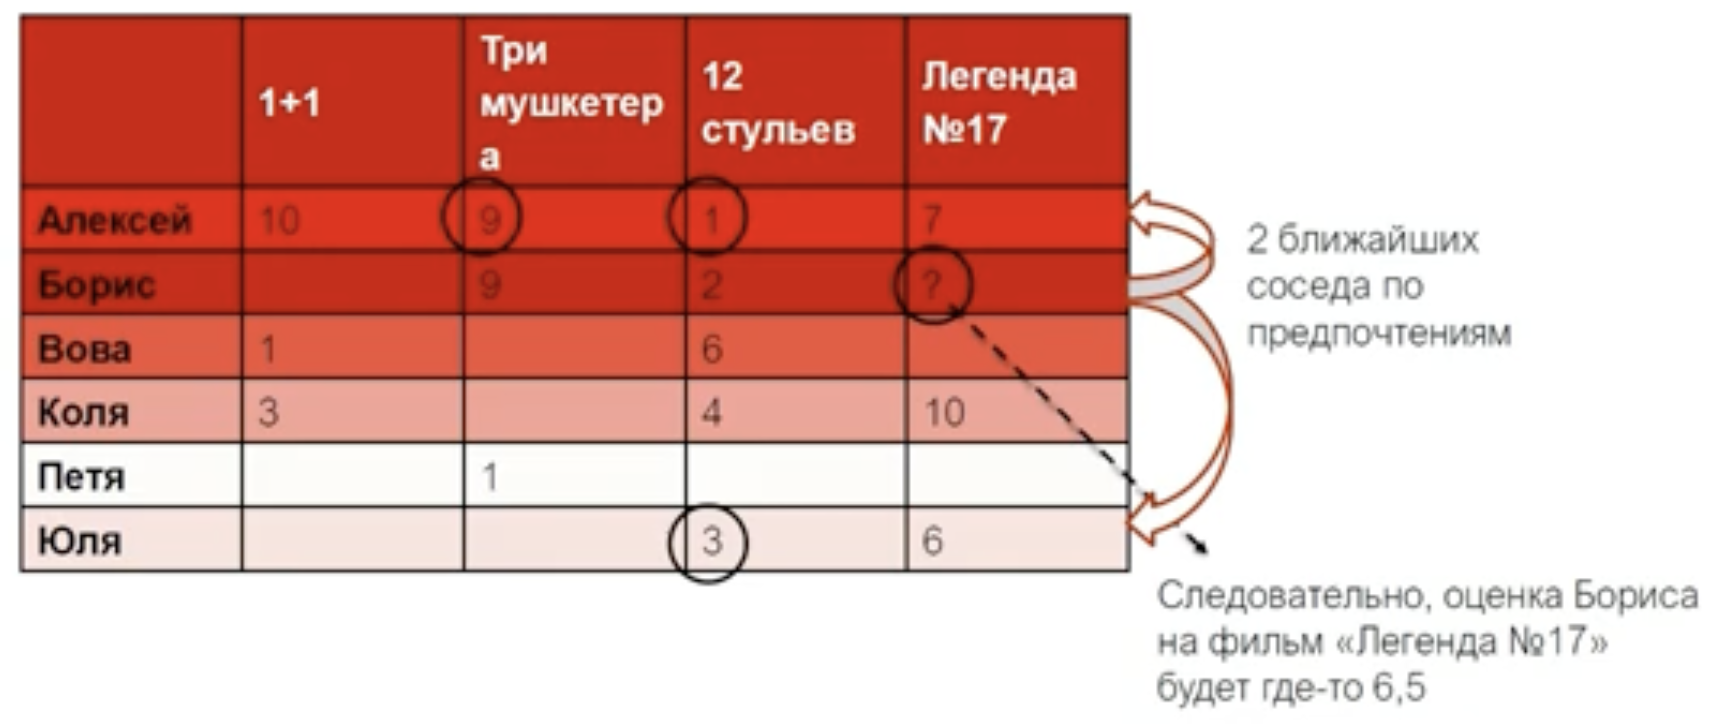 1+1
Три
мушкетер
а
12
стульев
Легенда
№17
Алексей 10 9 1 7
Борис 9 2 ?
Вова 1 6
Коля 3 4 10
Петя 1
Юля 3 6
2 ближайших
соседа по
предпочтениям
Следовательно, оценка Бориса
на фильм «Легенда №17»
будет где-то 6,5